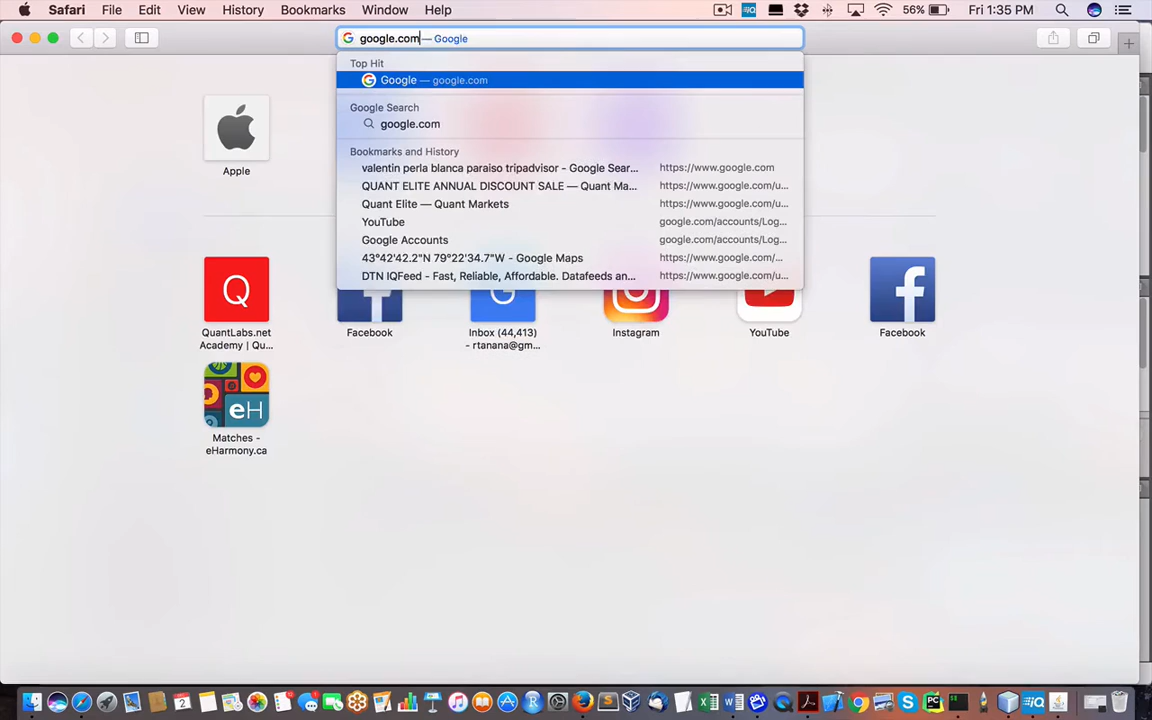 Safari File Edit View History Bookmarks Window Help 56% Fri 1:35 PM
google.com — Google
Top Hit
Google — google.com
Google Search
google.com
Bookmarks and History
valentin perla blanca paraiso tripadvisor - Google Sear... https://www.google.com
QUANT ELITE ANNUAL DISCOUNT SALE — Quant Ma... https://www.google.com/u...
Quant Elite — Quant Markets https://www.google.com/u...
YouTube google.com/accounts/Log...
Google Accounts google.com/accounts/Log...
43°42'42.2"N 79°22'34.7"W - Google Maps https://www.google.com/...
DTN IQFeed - Fast, Reliable, Affordable. Datafeeds an... https://www.google.com/u...
Apple
Q
QuantLabs.net
Academy | Qu...
Facebook
Inbox (44,413)
- rtanana@gm...
Instagram
YouTube
Facebook
eH
Matches -
eHarmony.ca